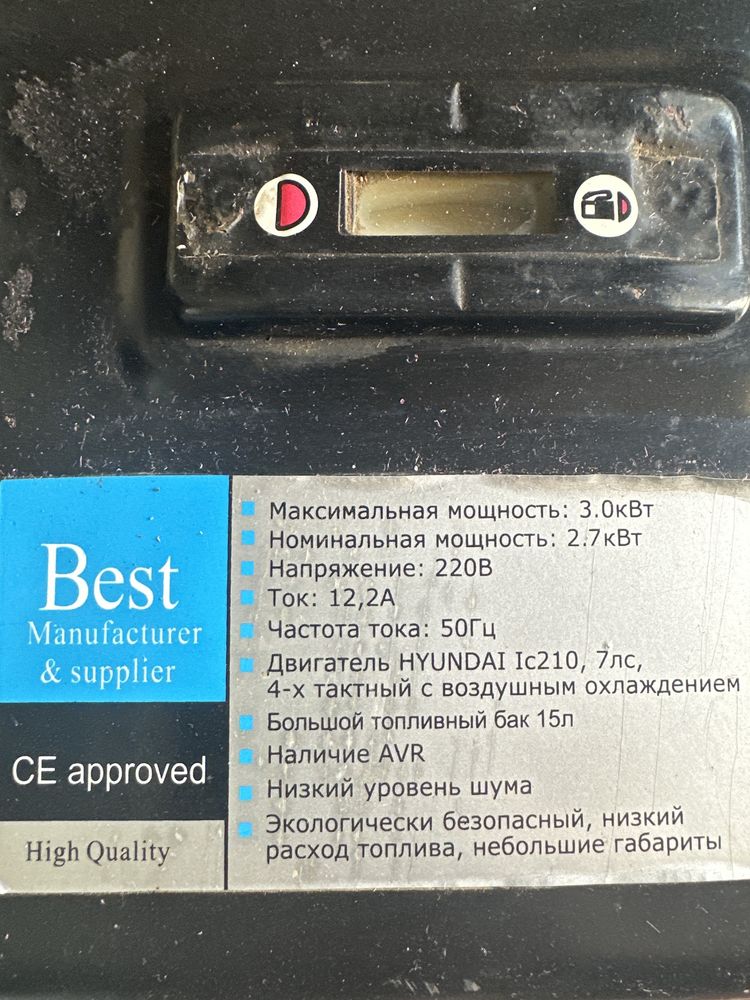 Best
Manufacturer
& supplier
CE approved
High Quality
Максимальная мощность: 3.0кВт
Номинальная мощность: 2.7кВт
Напряжение: 220В
Ток: 12,2А
Частота тока: 50Гц
Двигатель HYUNDAI Ic210, 7лс,
4-х тактный с воздушным охлаждением
Большой топливный бак 15л
Наличие AVR
Низкий уровень шума
Экологически безопасный, низкий
расход топлива, небольшие габариты